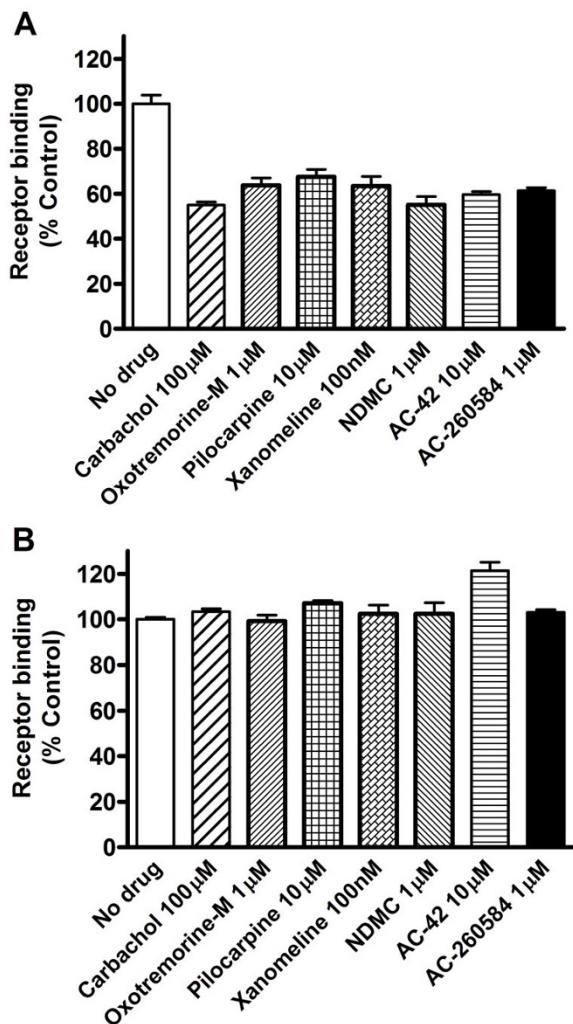 A
Receptor binding
(% Control)
120
100
80
60
40
20
0
No drug
Carbachol 100μM
Oxotremorine-M 1μM
Pilocarpine 10μM
Xanomeline 100nM
NDMC 1μM
AC-42 10μM
AC-260584 1μM
B
Receptor binding
(% Control)
120
100
80
60
40
20
0
No drug
Carbachol 100μM
Oxotremorine-M 1μM
Pilocarpine 10μM
Xanomeline 100nM
NDMC 1μM
AC-42 10μM
AC-260584 1μM